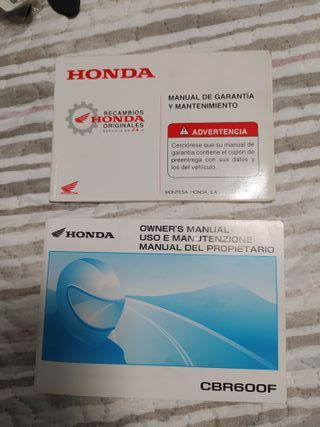 HONDA
RECAMBIOS
HONDA
ORIGINALES
MANUAL DE GARANTÍA
Y MANTENIMIENTO
ADVERTENCIA
Cerciórese que su manual de
garantía contiene el cupón de
preentrega con sus datos y
los del vehículo.
MONTESA HONDA, S.A.
HONDA
OWNER'S MANUAL
USO E MANUTENZIONE
MANUAL DEL PROPIETARIO
CBR600F